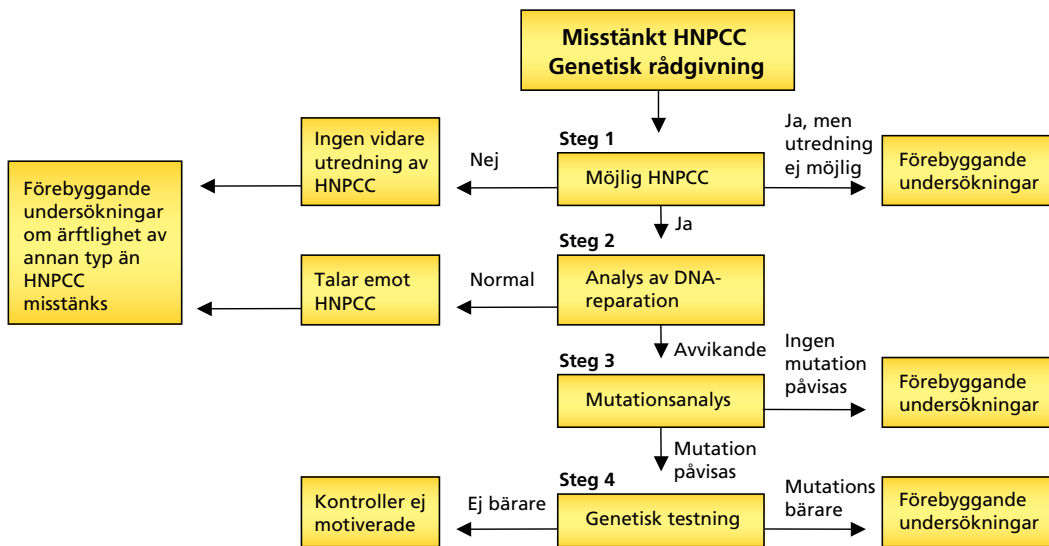 Misstänkt HNPCC
Genetisk rådgivning
Steg 1
Ingen vidare
utredning av
HNPCC
Nej
Möjlig HNPCC
Ja, men
utredning
ej möjlig
Förebyggande
undersökningar
Förebyggande
undersökningar
om ärftlighet av
annan typ än
HNPCC
misstänks
Ja
Steg 2
Talar emot
HNPCC
Normal
Analys av DNA-
reparation
Avvikande
Steg 3
Mutationsanalys
Ingen
mutation
påvisas
Förebyggande
undersökningar
Mutation
påvisas
Steg 4
Kontroller ej
motiverade
Ej bärare
Genetisk testning
Mutations
bärare
Förebyggande
undersökningar